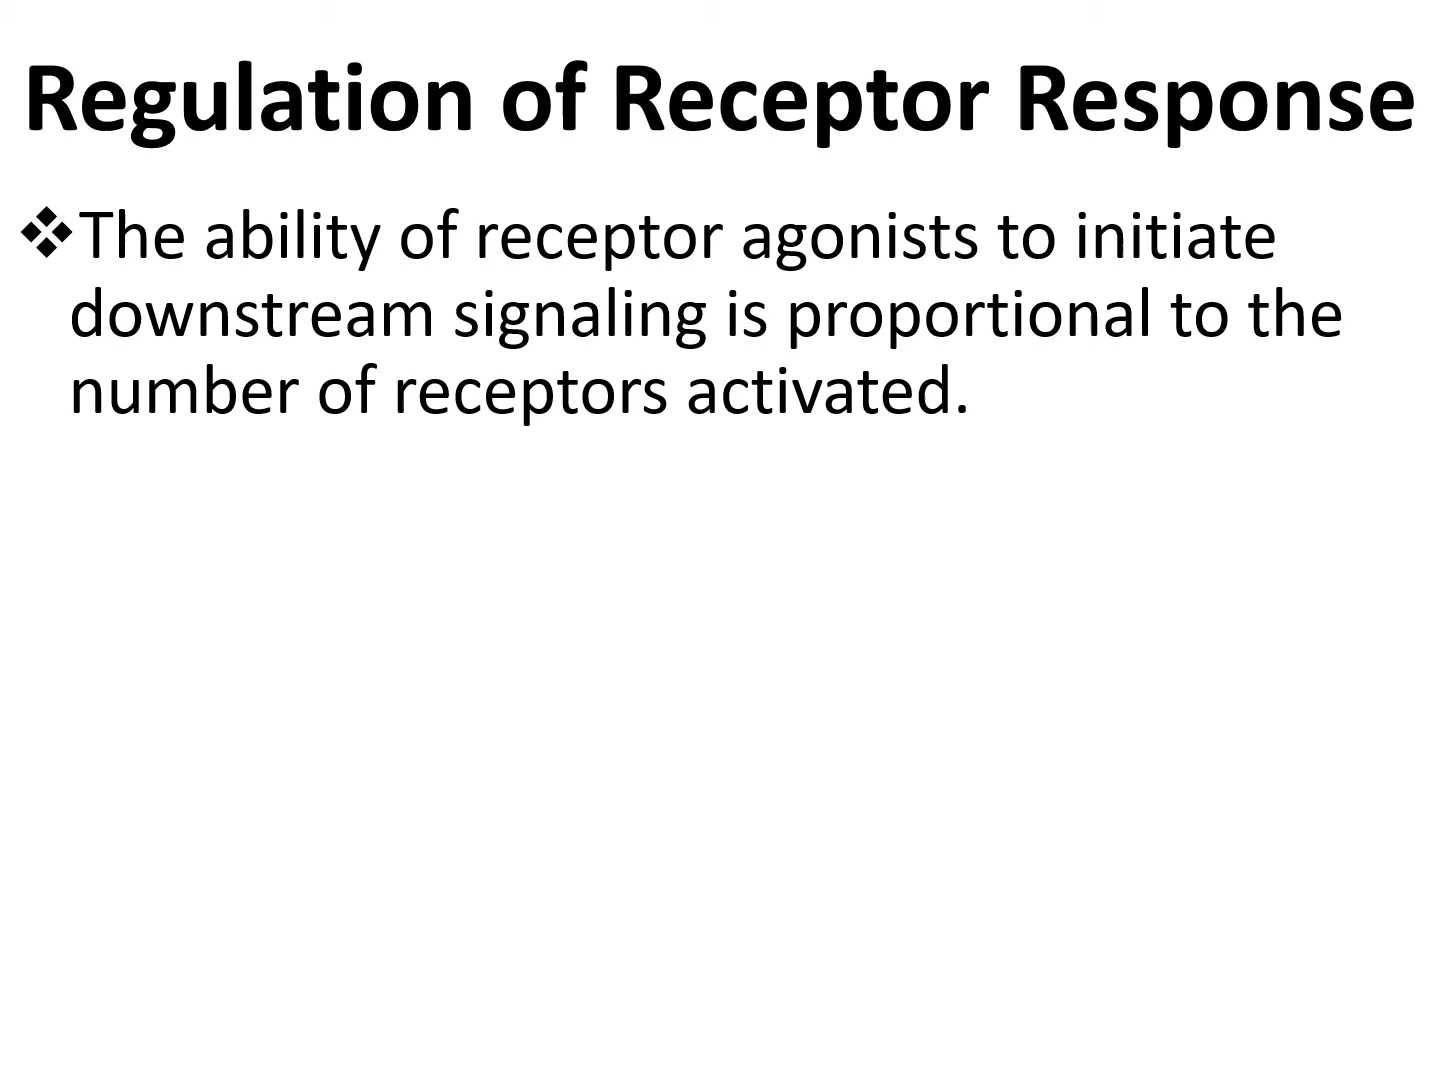 Regulation of Receptor Response
❖The ability of receptor agonists to initiate
downstream signaling is proportional to the
number of receptors activated.